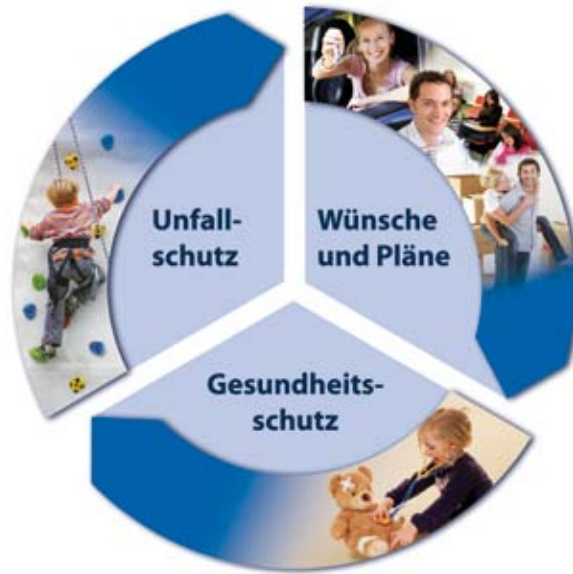 Unfall-
schutz
Wünsche
und Pläne
Gesundheits-
schutz